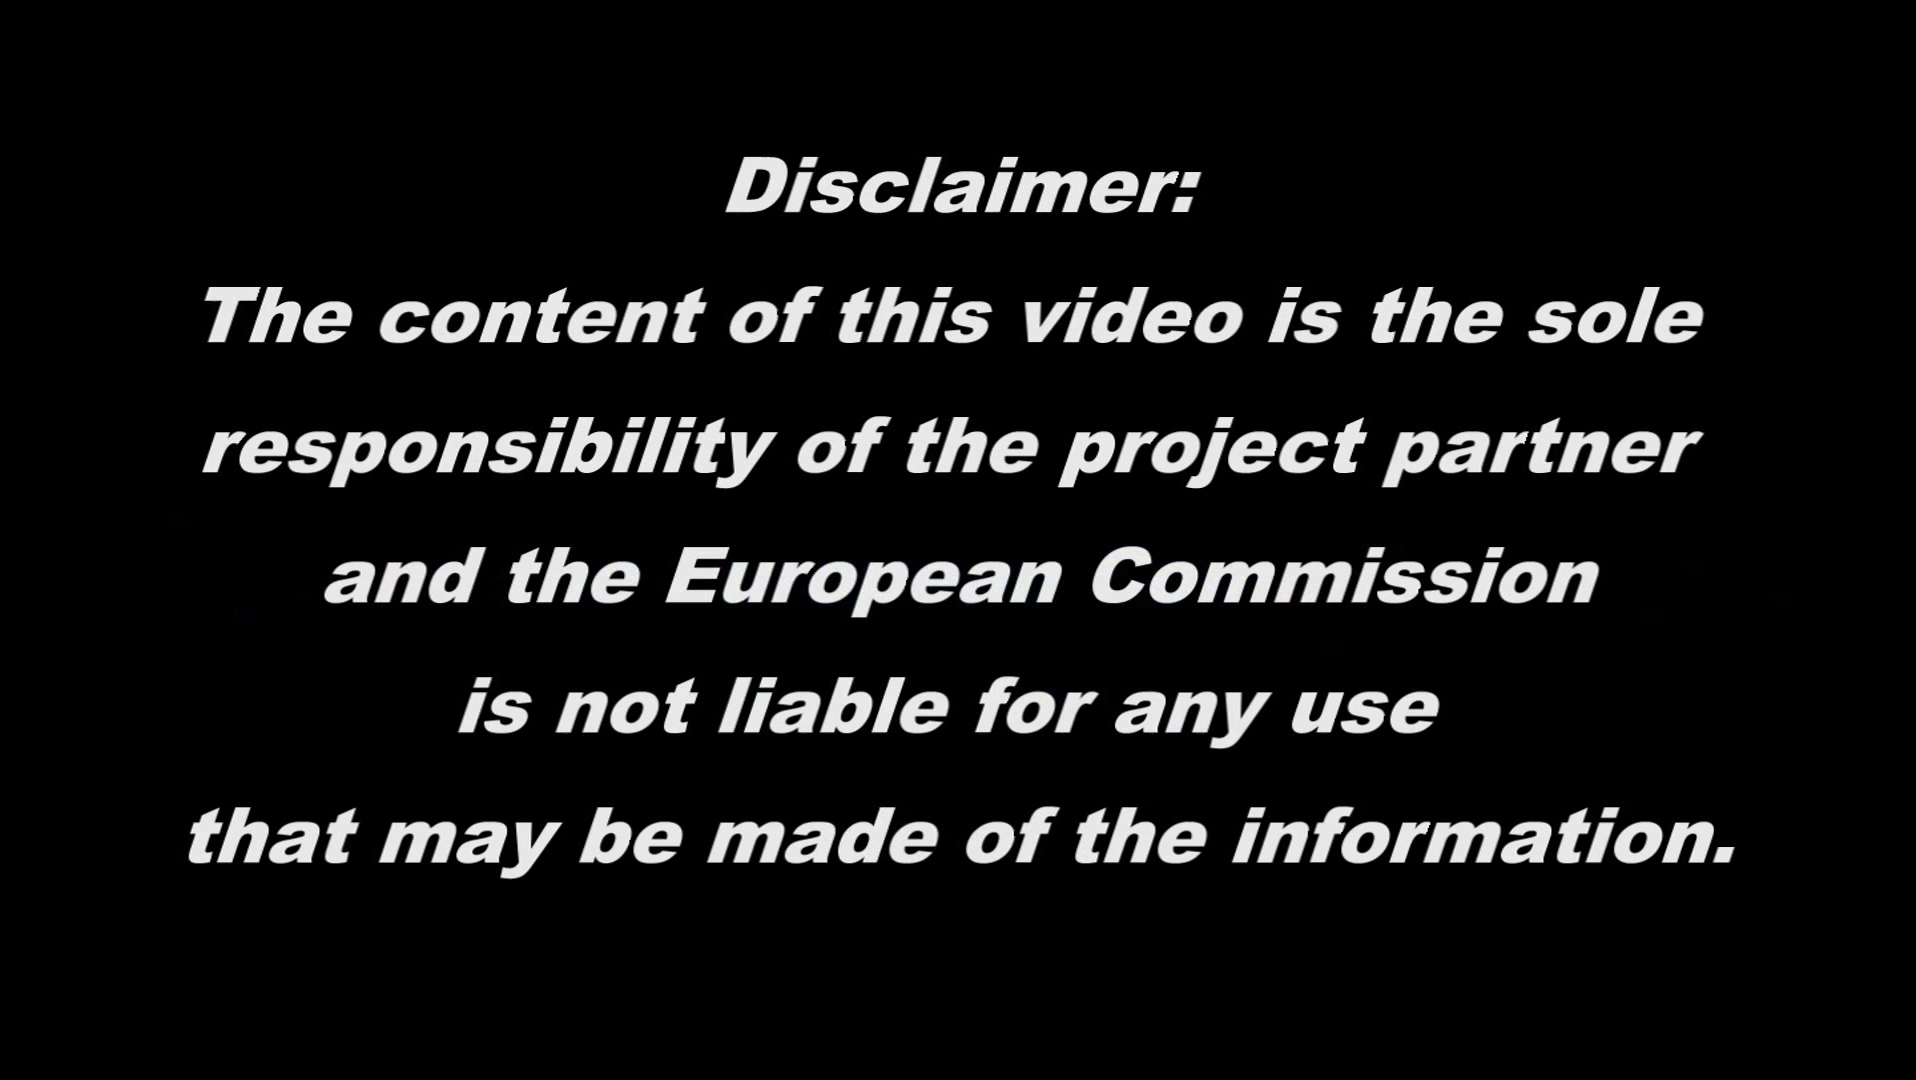 Disclaimer:
The content of this video is the sole
responsibility of the project partner
and the European Commission
is not liable for any use
that may be made of the information.